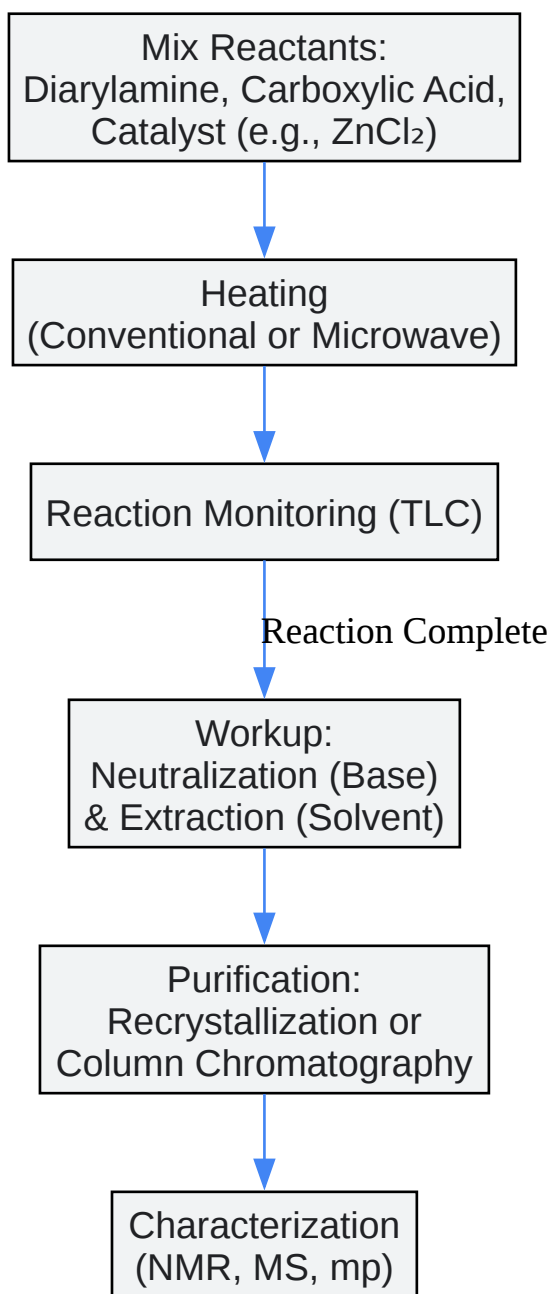 Mix Reactants:
Diarylamine, Carboxylic Acid,
Catalyst (e.g., ZnCl₂)
Heating
(Conventional or Microwave)
Reaction Monitoring (TLC)
Reaction Complete
Workup:
Neutralization (Base)
& Extraction (Solvent)
Purification:
Recrystallization or
Column Chromatography
Characterization
(NMR, MS, mp)